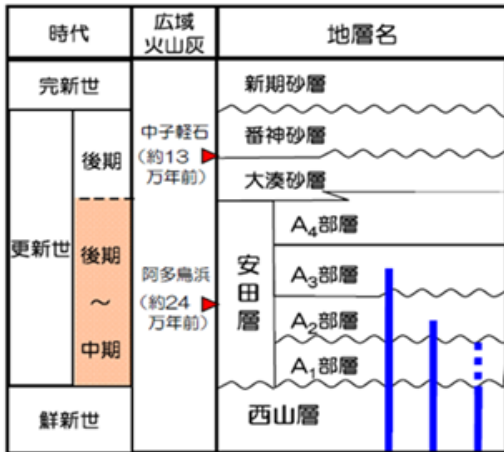 時代
広域
火山灰
地層名
完新世
新期砂層
更新世
後期
中子軽石
(約13
万年前)
番神砂層
大湊砂層
後期
～
中期
阿多鳥浜
(約24
万年前)
安田層
A4部層
A3部層
A2部層
A1部層
鮮新世
西山層